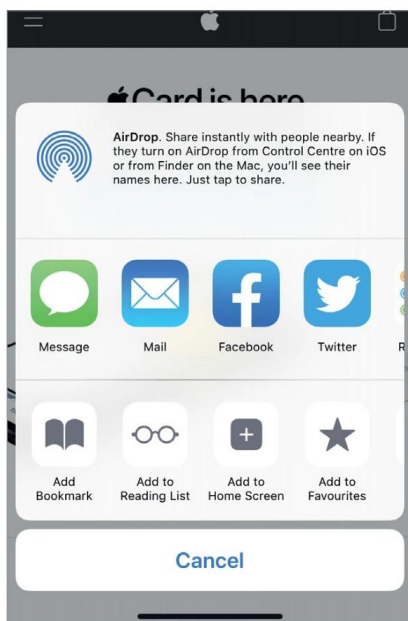 Card is here
AirDrop. Share instantly with people nearby. If
they turn on AirDrop from Control Centre on iOS
or from Finder on the Mac, you'll see their
names here. Just tap to share.
Message Mail Facebook Twitter R
Add Bookmark
Add to Reading List
Add to Home Screen
Add to Favourites
Cancel